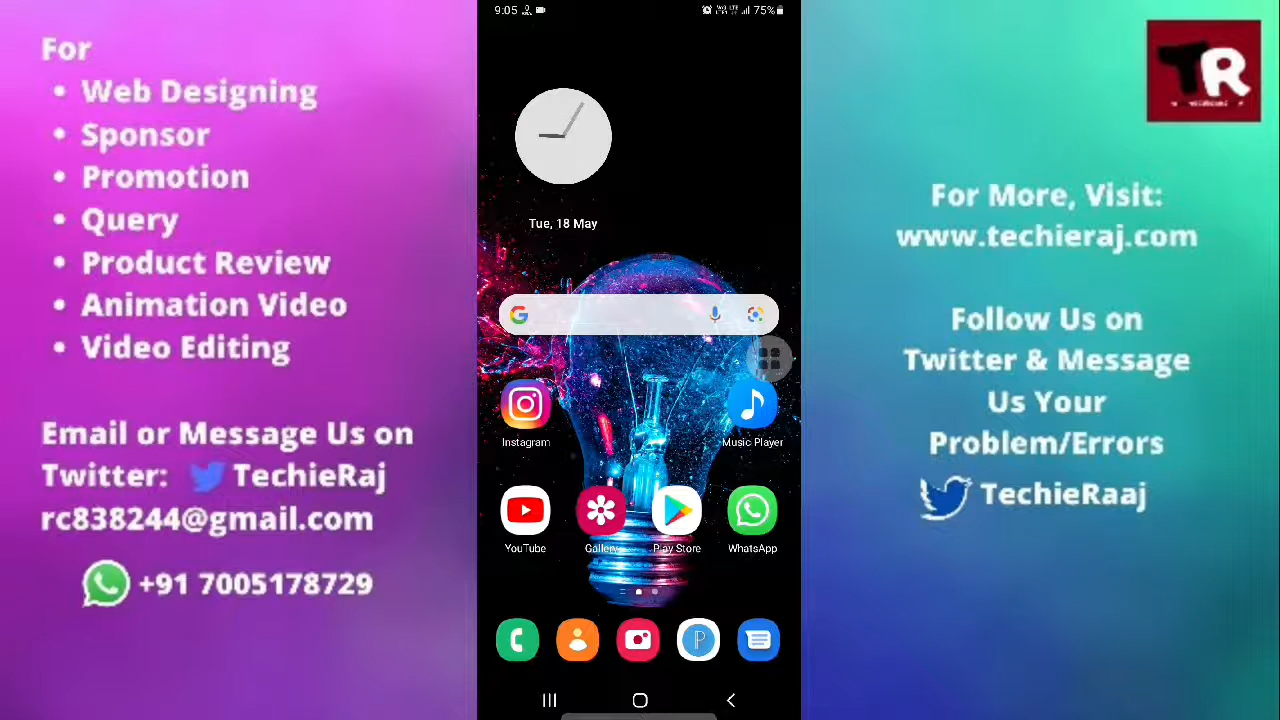 For
• Web Designing
• Sponsor
• Promotion
• Query
• Product Review
• Animation Video
• Video Editing
Email or Message Us on
Twitter: TechieRaj
rc838244@gmail.com
+91 7005178729
9:05
75%
Tue, 18 May
Instagram
Music Player
YouTube
Gallery
Play Store
WhatsApp
TR
For More, Visit:
www.techieraj.com
Follow Us on
Twitter & Message
Us Your
Problem/Errors
TechieRaaj